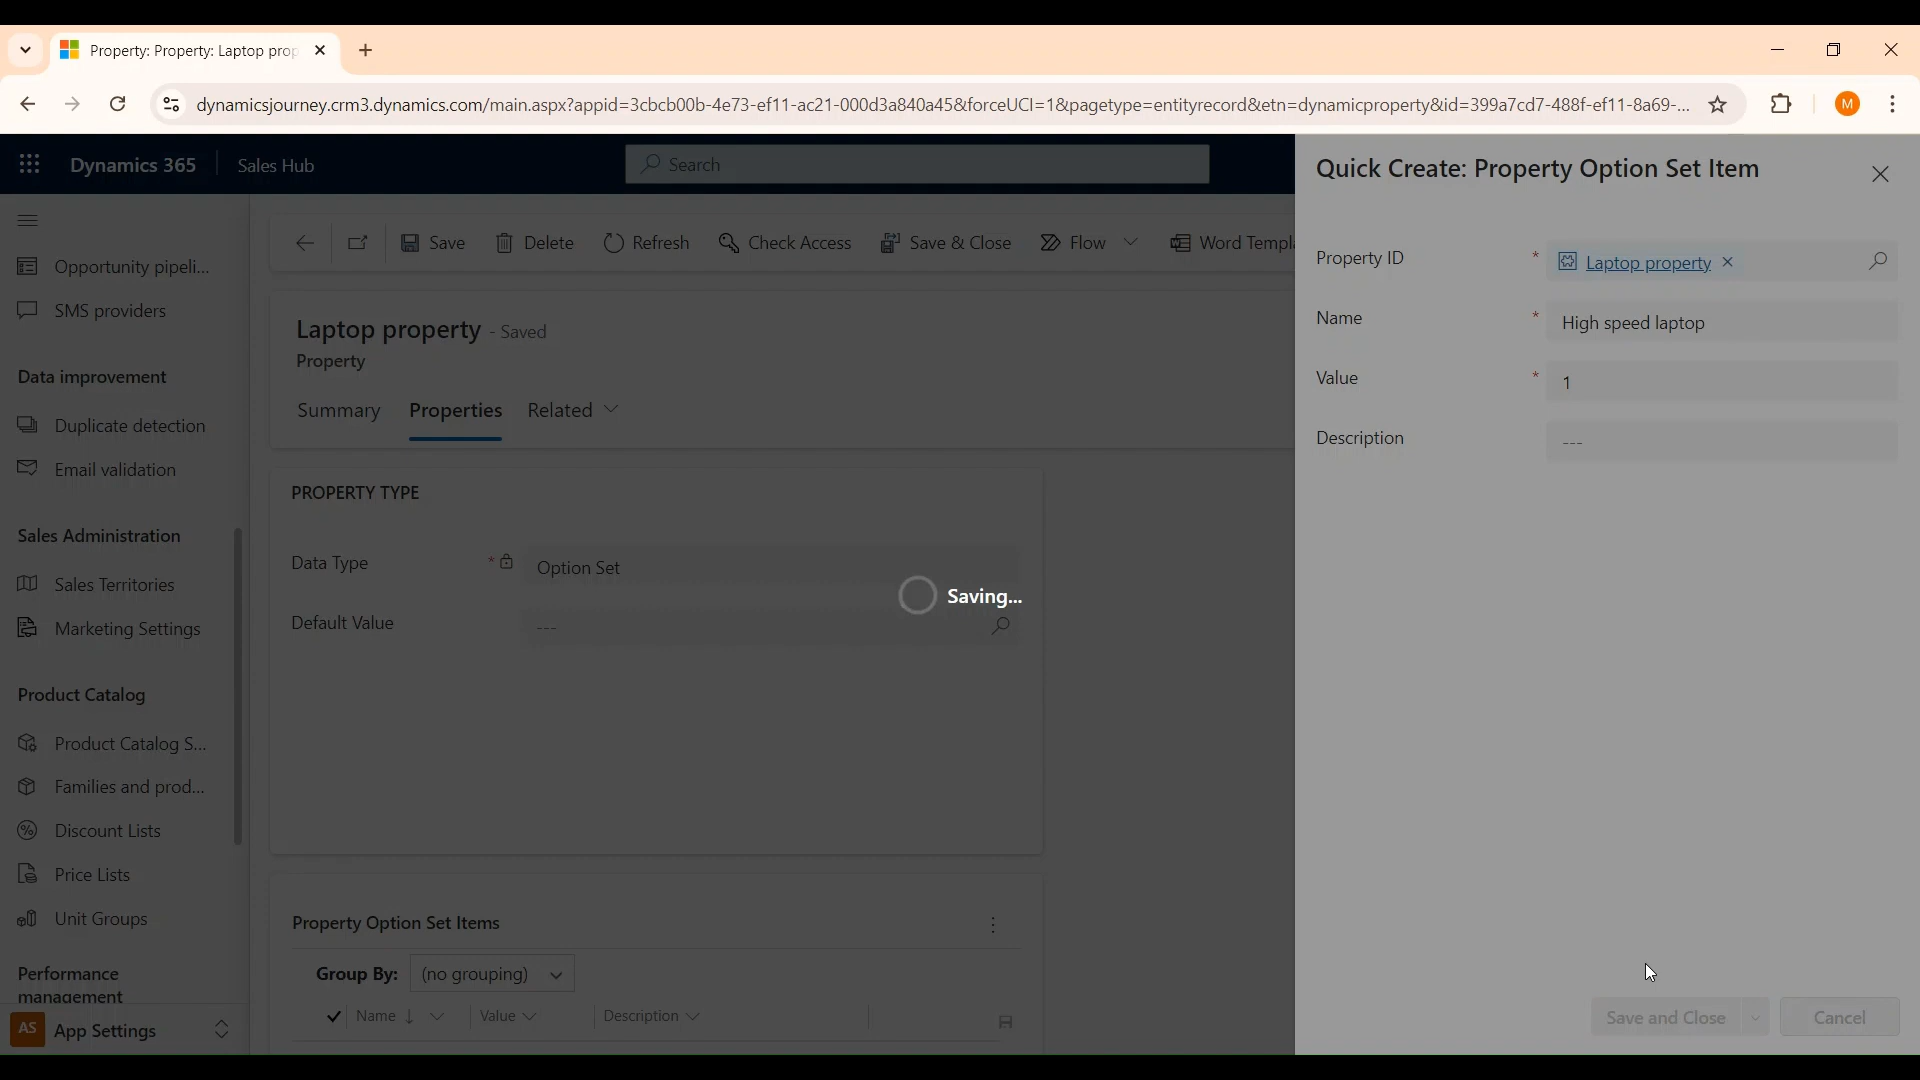 Property: Property: Laptop prop
dynamicsjourney.crm3.dynamics.com/main.aspx?appid=3cbcb00b-4e73-ef11-ac21-000d3a840a45&forceUCI=1&pagetype=entityrecord&etn=dynamicproperty&id=399a7cd7-488f-ef11-8a69-...
M
Dynamics 365
Sales Hub
Search
Opportunity pipeli...
SMS providers
Data improvement
Duplicate detection
Email validation
Sales Administration
Sales Territories
Marketing Settings
Product Catalog
Product Catalog S...
Families and prod...
Discount Lists
Price Lists
Unit Groups
Performance
management
AS App Settings
Save
Delete
Refresh
Check Access
Save & Close
Flow
Word Templa
Laptop property - Saved
Property
Summary
Properties
Related
PROPERTY TYPE
Data Type * Option Set
Default Value ---
Saving...
Property Option Set Items
Group By: (no grouping)
Name
Value
Description
Quick Create: Property Option Set Item
Property ID * Laptop property
Name * High speed laptop
Value * 1
Description ---
Save and Close
Cancel